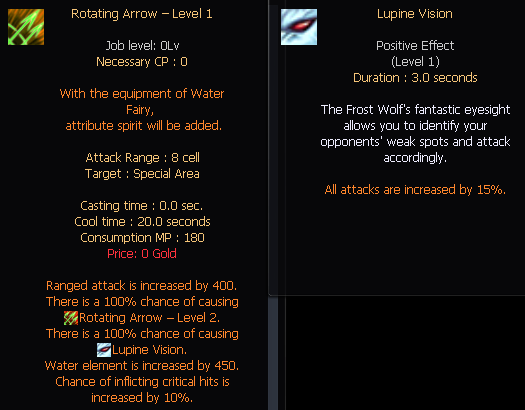 Rotating Arrow – Level 1
Job level: 0Lv
Necessary CP : 0
With the equipment of Water
Fairy,
attribute spirit will be added.
Attack Range : 8 cell
Target : Special Area
Casting time : 0.0 sec.
Cool time : 20.0 seconds
Consumption MP : 180
Price: 0 Gold
Ranged attack is increased by 400.
There is a 100% chance of causing
Rotating Arrow – Level 2.
There is a 100% chance of causing
Lupine Vision.
Water element is increased by 450.
Chance of inflicting critical hits is
increased by 10%.
Lupine Vision
Positive Effect
(Level 1)
Duration : 3.0 seconds
The Frost Wolf's fantastic eyesight
allows you to identify your
opponents' weak spots and attack
accordingly.
All attacks are increased by 15%.